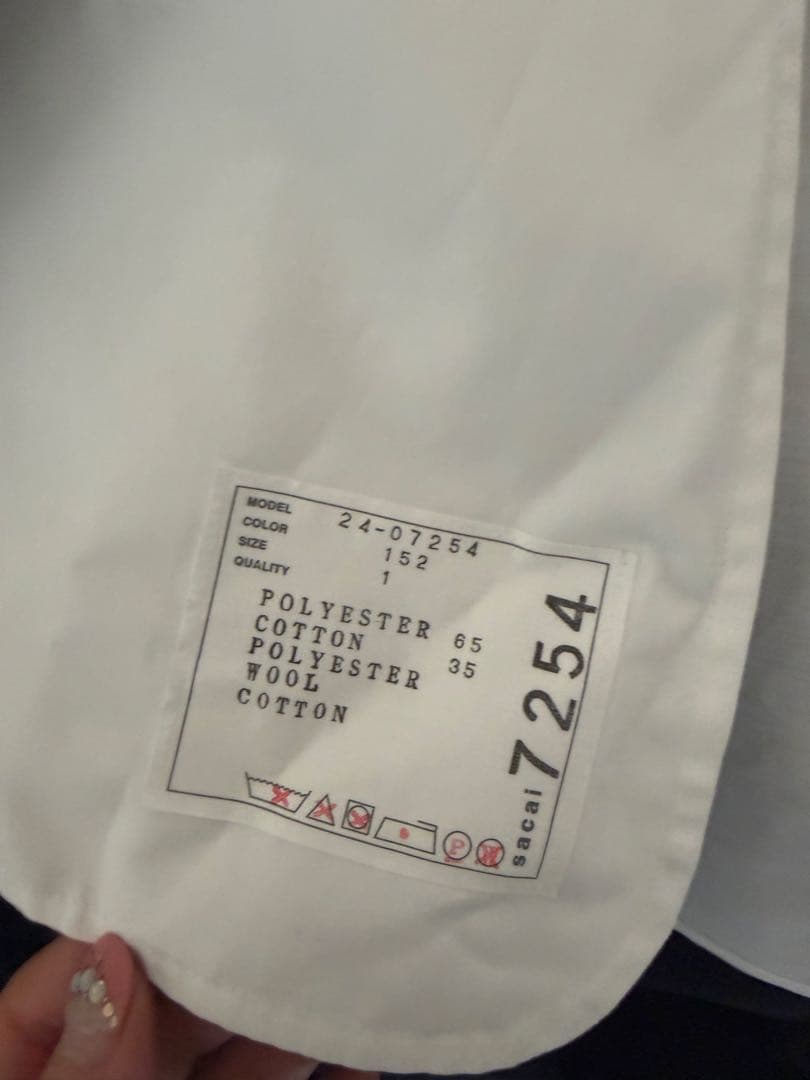 MODEL 24-07254
COLOR 152
SIZE 1
QUALITY
POLYESTER 65
COTTON 35
POLYESTER
WOOL
COTTON
P W
sacai 7254